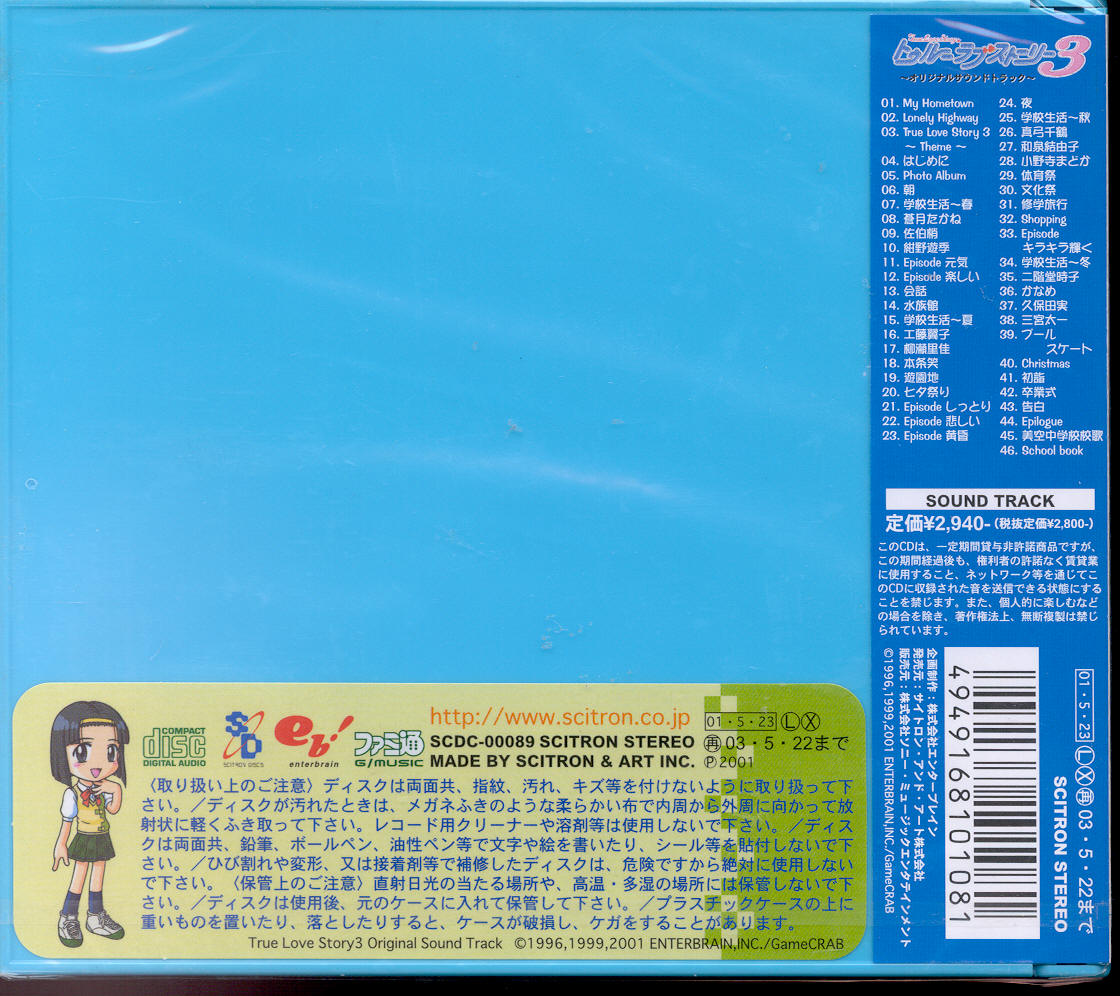 True Love Story
トゥルー・ラブ・ストーリー3
～オリジナルサウンドトラック～
01. My Hometown
02. Lonely Highway
03. True Love Story 3
～ Theme ～
04. はじめに
05. Photo Album
06. 朝
07. 学校生活～春
08. 蒼月たかね
09. 佐伯梢
10. 紺野遊季
11. Episode 元気
12. Episode 楽しい
13. 会話
14. 水族館
15. 学校生活～夏
16. 工藤翼子
17. 柳瀬里佳
18. 本条笑
19. 遊園地
20. 七夕祭り
21. Episode しっとり
22. Episode 悲しい
23. Episode 黄昏
24. 夜
25. 学校生活～秋
26. 真弓千鶴
27. 和泉結由子
28. 小野寺まどか
29. 体育祭
30. 文化祭
31. 修学旅行
32. Shopping
33. Episode
キラキラ輝く
34. 学校生活～冬
35. 二階堂時子
36. かなめ
37. 久保田実
38. 三宮太一
39. プール
スケート
40. Christmas
41. 初詣
42. 卒業式
43. 告白
44. Epilogue
45. 美空中学校校歌
46. School book
SOUND TRACK
定価¥2,940-(税抜定価¥2,800-)
このCDは、一定期間貸与非許諾商品ですが、
この期間経過後も、権利者の許諾なく賃貸業
に使用すること、ネットワーク等を通じてこ
のCDに収録された音を送信できる状態にする
ことを禁じます。また、個人的に楽しむなど
の場合を除き、著作権法上、無断複製は禁じ
られています。
企画制作：株式会社エンターブレイン
発売元：サイトロン・アンド・アート株式会社
販売元：株式会社ソニー・ミュージックエンタテインメント
©1996,1999,2001 ENTERBRAIN,INC./GameCRAB
4949168101081
01・5・23 Ⓛ Ⓧ 再 03・5・22まで
SCITRON STEREO
COMPACT
disc
DIGITAL AUDIO
SD
SCITRON DISCS
eb!
enterbrain
ファミ通
G/MUSIC
http://www.scitron.co.jp
SCDC-00089 SCITRON STEREO
MADE BY SCITRON & ART INC.
01・5・23 Ⓛ Ⓧ
再 03・5・22まで
Ⓟ2001
〈取り扱い上のご注意〉ディスクは両面共、指紋、汚れ、キズ等を付けないように取り扱って下
さい。／ディスクが汚れたときは、メガネふきのような柔らかい布で内周から外周に向かって放
射状に軽くふき取って下さい。レコード用クリーナーや溶剤等は使用しないで下さい。／ディス
クは両面共、鉛筆、ボールペン、油性ペン等で文字や絵を書いたり、シール等を貼付しないで下
さい。／ひび割れや変形、又は接着剤等で補修したディスクは、危険ですから絶対に使用しない
で下さい。〈保管上のご注意〉直射日光の当たる場所や、高温・多湿の場所には保管しないで下
さい。／ディスクは使用後、元のケースに入れて保管して下さい。／プラスチックケースの上に
重いものを置いたり、落としたりすると、ケースが破損し、ケガをすることがあります。
True Love Story3 Original Sound Track ©1996,1999,2001 ENTERBRAIN,INC./GameCRAB